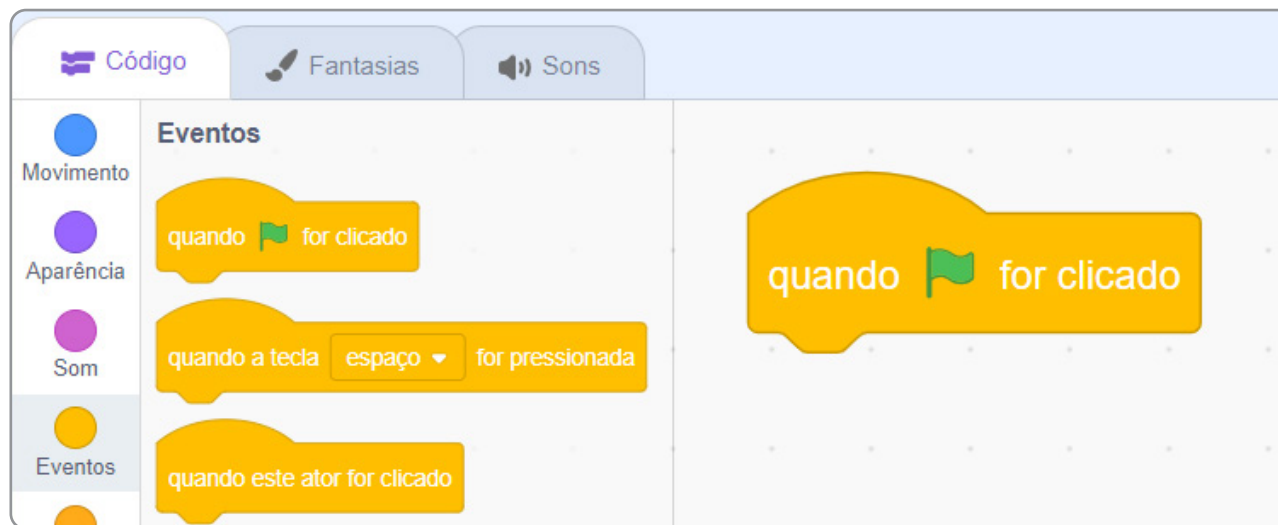 Código
Fantasias
Sons
Movimento
Aparência
Som
Eventos
Eventos
quando for clicado
quando a tecla espaço for pressionada
quando este ator for clicado
quando for clicado